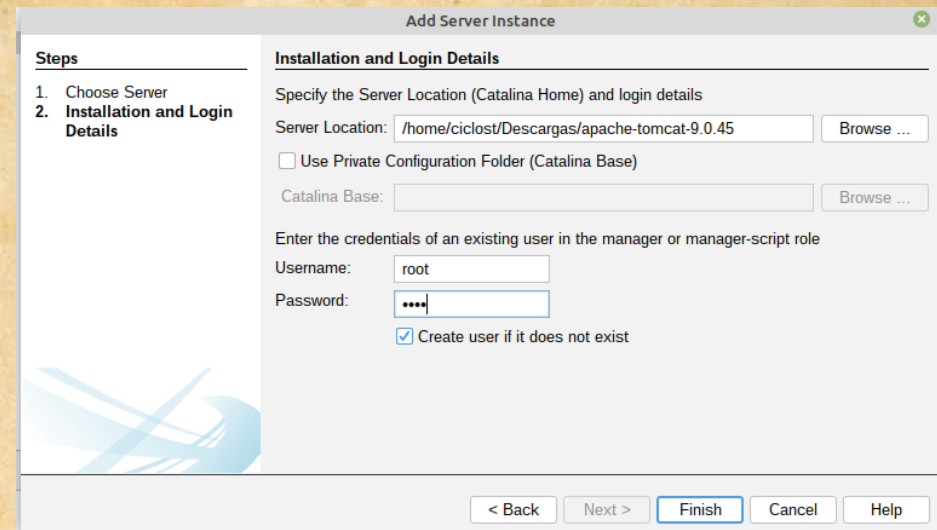 Add Server Instance
Steps
1. Choose Server
2. Installation and Login
Details
Installation and Login Details
Specify the Server Location (Catalina Home) and login details
Server Location: /home/ciclost/Descargas/apache-tomcat-9.0.45 Browse ...
Use Private Configuration Folder (Catalina Base)
Catalina Base: Browse ...
Enter the credentials of an existing user in the manager or manager-script role
Username: root
Password: ••••
Create user if it does not exist
< Back Next > Finish Cancel Help